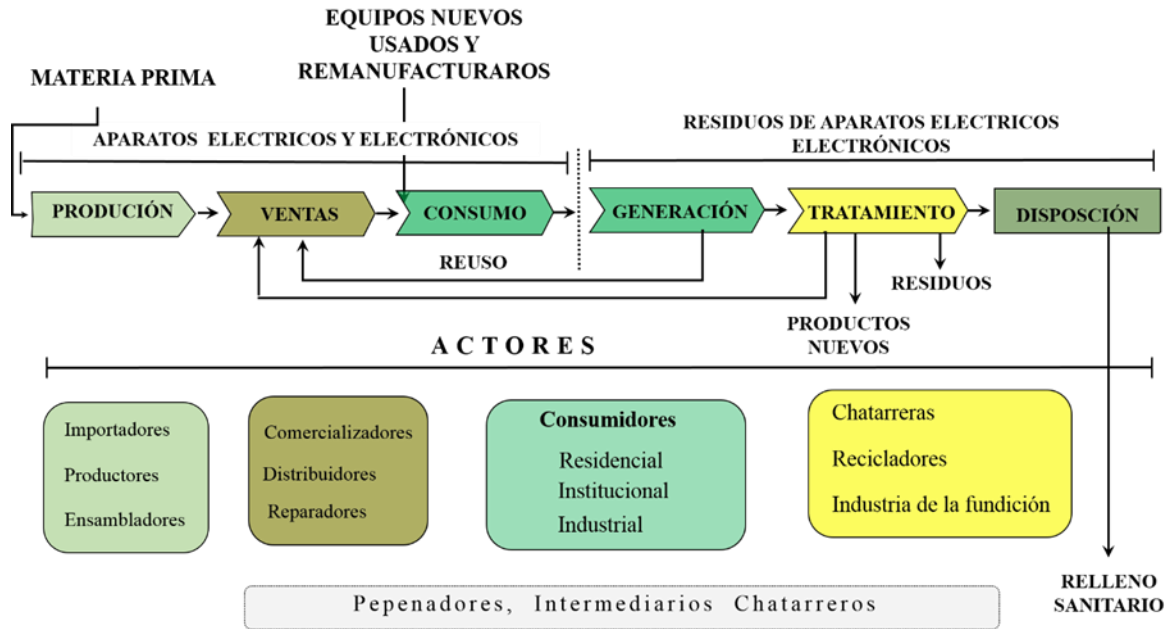 EQUIPOS NUEVOS
USADOS Y
REMANUFACTURAROS
MATERIA PRIMA
APARATOS ELECTRICOS Y ELECTRÓNICOS
RESIDUOS DE APARATOS ELECTRICOS
ELECTRÓNICOS
PRODUCIÓN
VENTAS
CONSUMO
GENERACIÓN
TRATAMIENTO
DISPOSCIÓN
REUSO
RESIDUOS
PRODUCTOS
NUEVOS
ACTORES
Importadores
Productores
Ensambladores
Comercializadores
Distribuidores
Reparadores
Consumidores
Residencial
Institucional
Industrial
Chatarreras
Recicladores
Industria de la fundición
RELLENO
SANITARIO
Pepenadores, Intermediarios Chatarreros